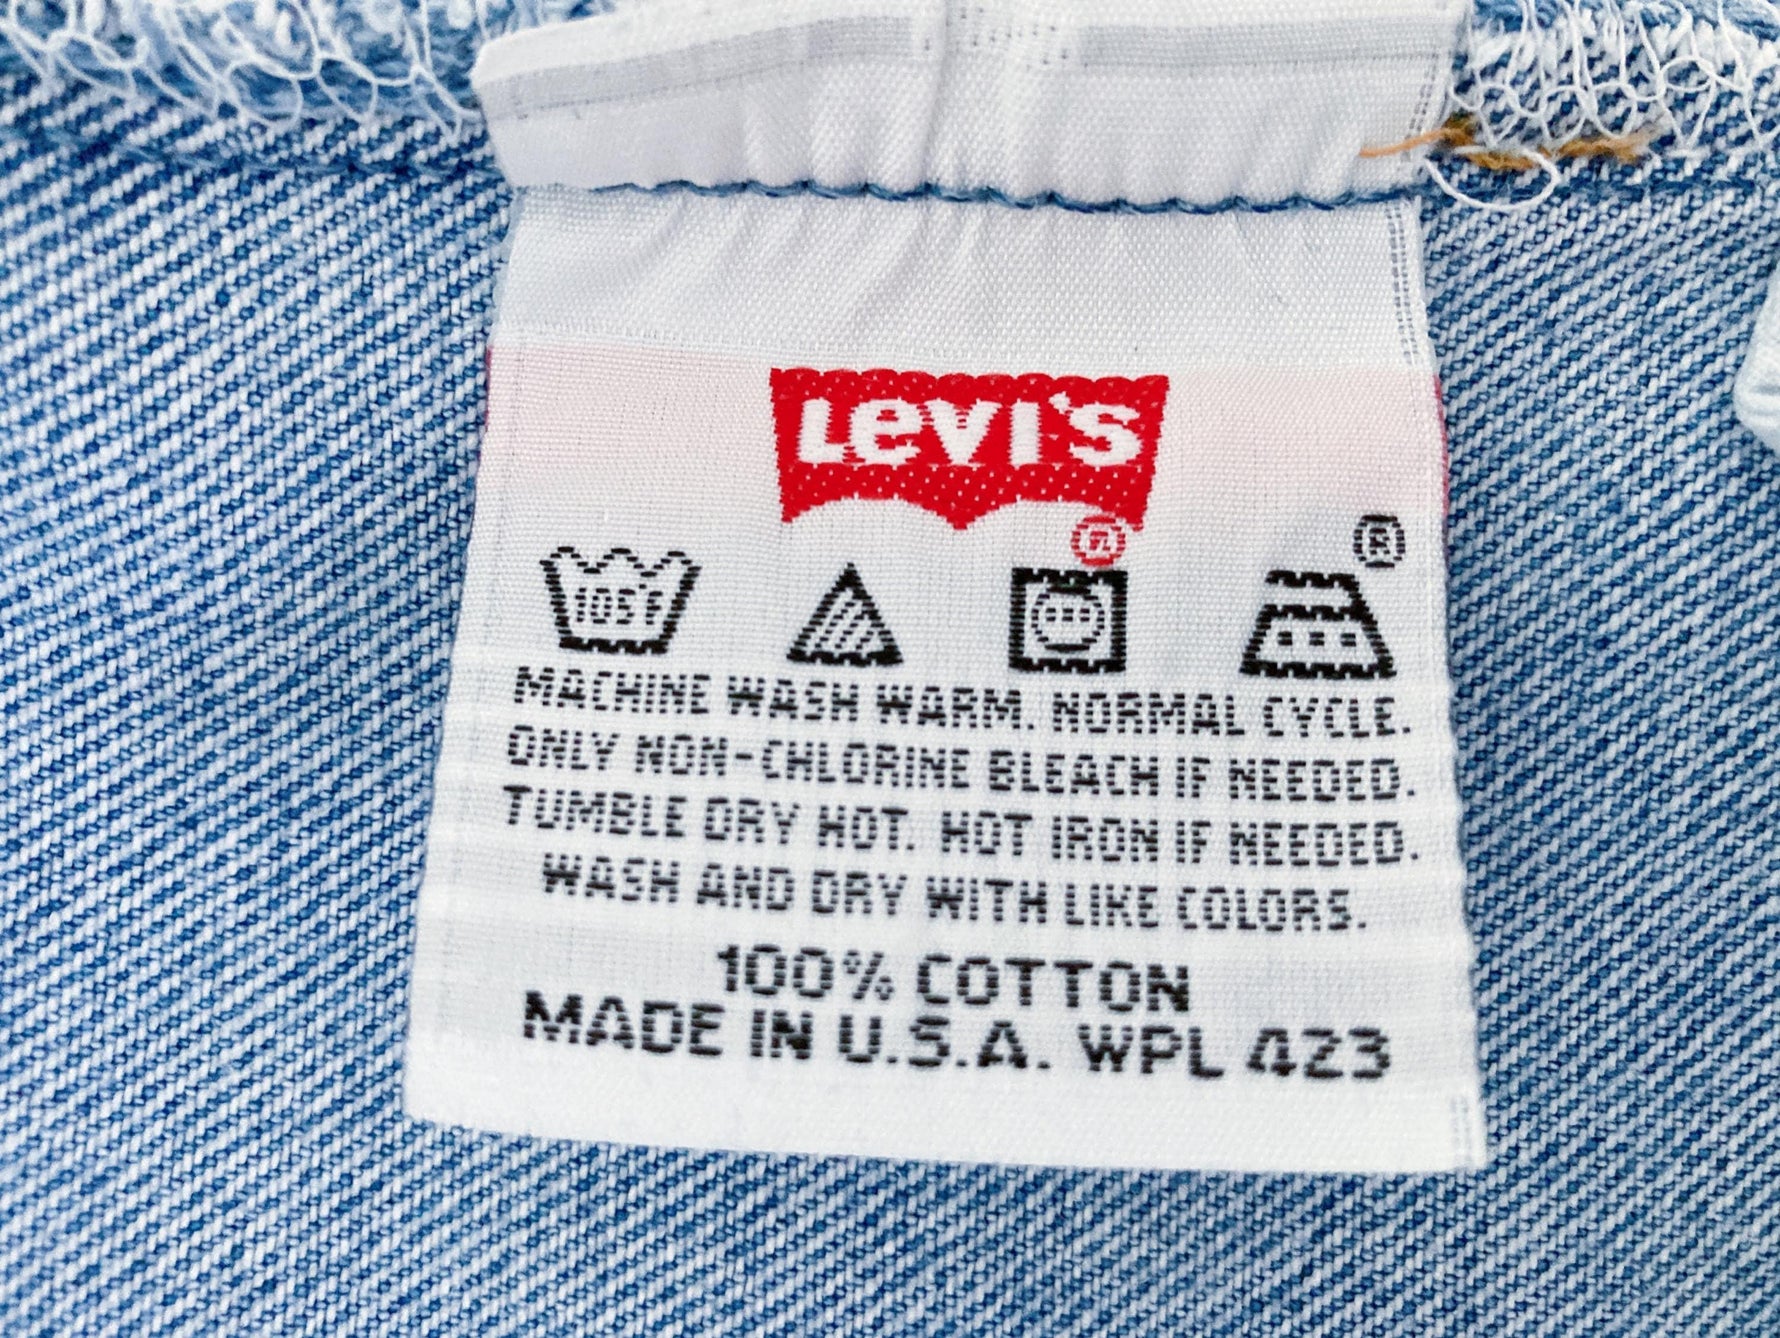 Levi's
®
®
105°F
MACHINE WASH WARM. NORMAL CYCLE.
ONLY NON-CHLORINE BLEACH IF NEEDED.
TUMBLE DRY HOT. HOT IRON IF NEEDED.
WASH AND DRY WITH LIKE COLORS.
100% COTTON
MADE IN U.S.A. WPL 423